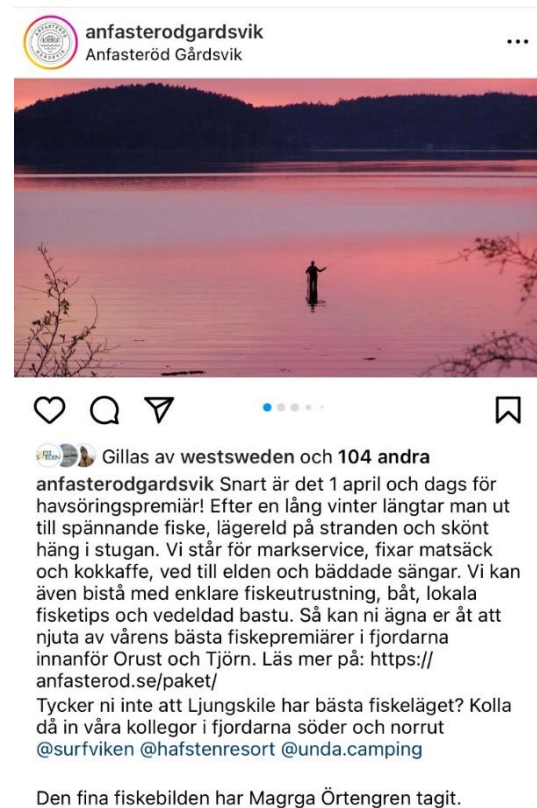 anfasterodgardsvik
Anfasteröd Gårdsvik
Gillas av westsweden och 104 andra
anfasterodgardsvik Snart är det 1 april och dags för
havsöringspremiär! Efter en lång vinter längtar man ut
till spännande fiske, lägereld på stranden och skönt
häng i stugan. Vi står för markservice, fixar matsäck
och kokkaffe, ved till elden och bäddade sängar. Vi kan
även bistå med enklare fiskeutrustning, båt, lokala
fisketips och vedeldad bastu. Så kan ni ägna er åt att
njuta av vårens bästa fiskepremiärer i fjordarna
innanför Orust och Tjörn. Läs mer på: https://
anfasterod.se/paket/
Tycker ni inte att Ljungskile har bästa fiskeläget? Kolla
då in våra kollegor i fjordarna söder och norrut
@surfviken @hafstenresort @unda.camping
Den fina fiskebilden har Magrga Örtengren tagit.